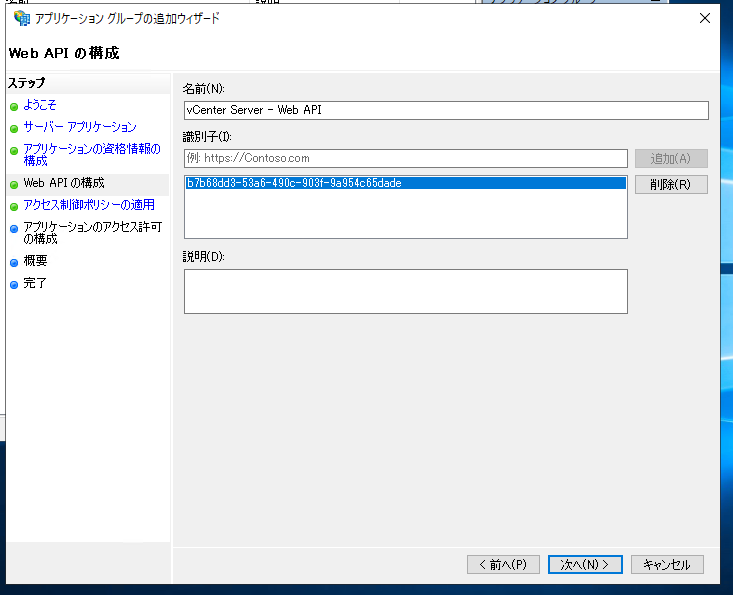 アプリケーション グループの追加ウィザード
Web API の構成
ステップ
ようこそ
サーバー アプリケーション
アプリケーションの資格情報の
構成
Web API の構成
アクセス制御ポリシーの適用
アプリケーションのアクセス許可
の構成
概要
完了
名前(N):
vCenter Server - Web API
識別子(I):
例: https://Contoso.com
追加(A)
b7b68dd3-53a6-490c-903f-9a954c65dade
削除(R)
説明(D):
< 前へ(P)
次へ(N) >
キャンセル